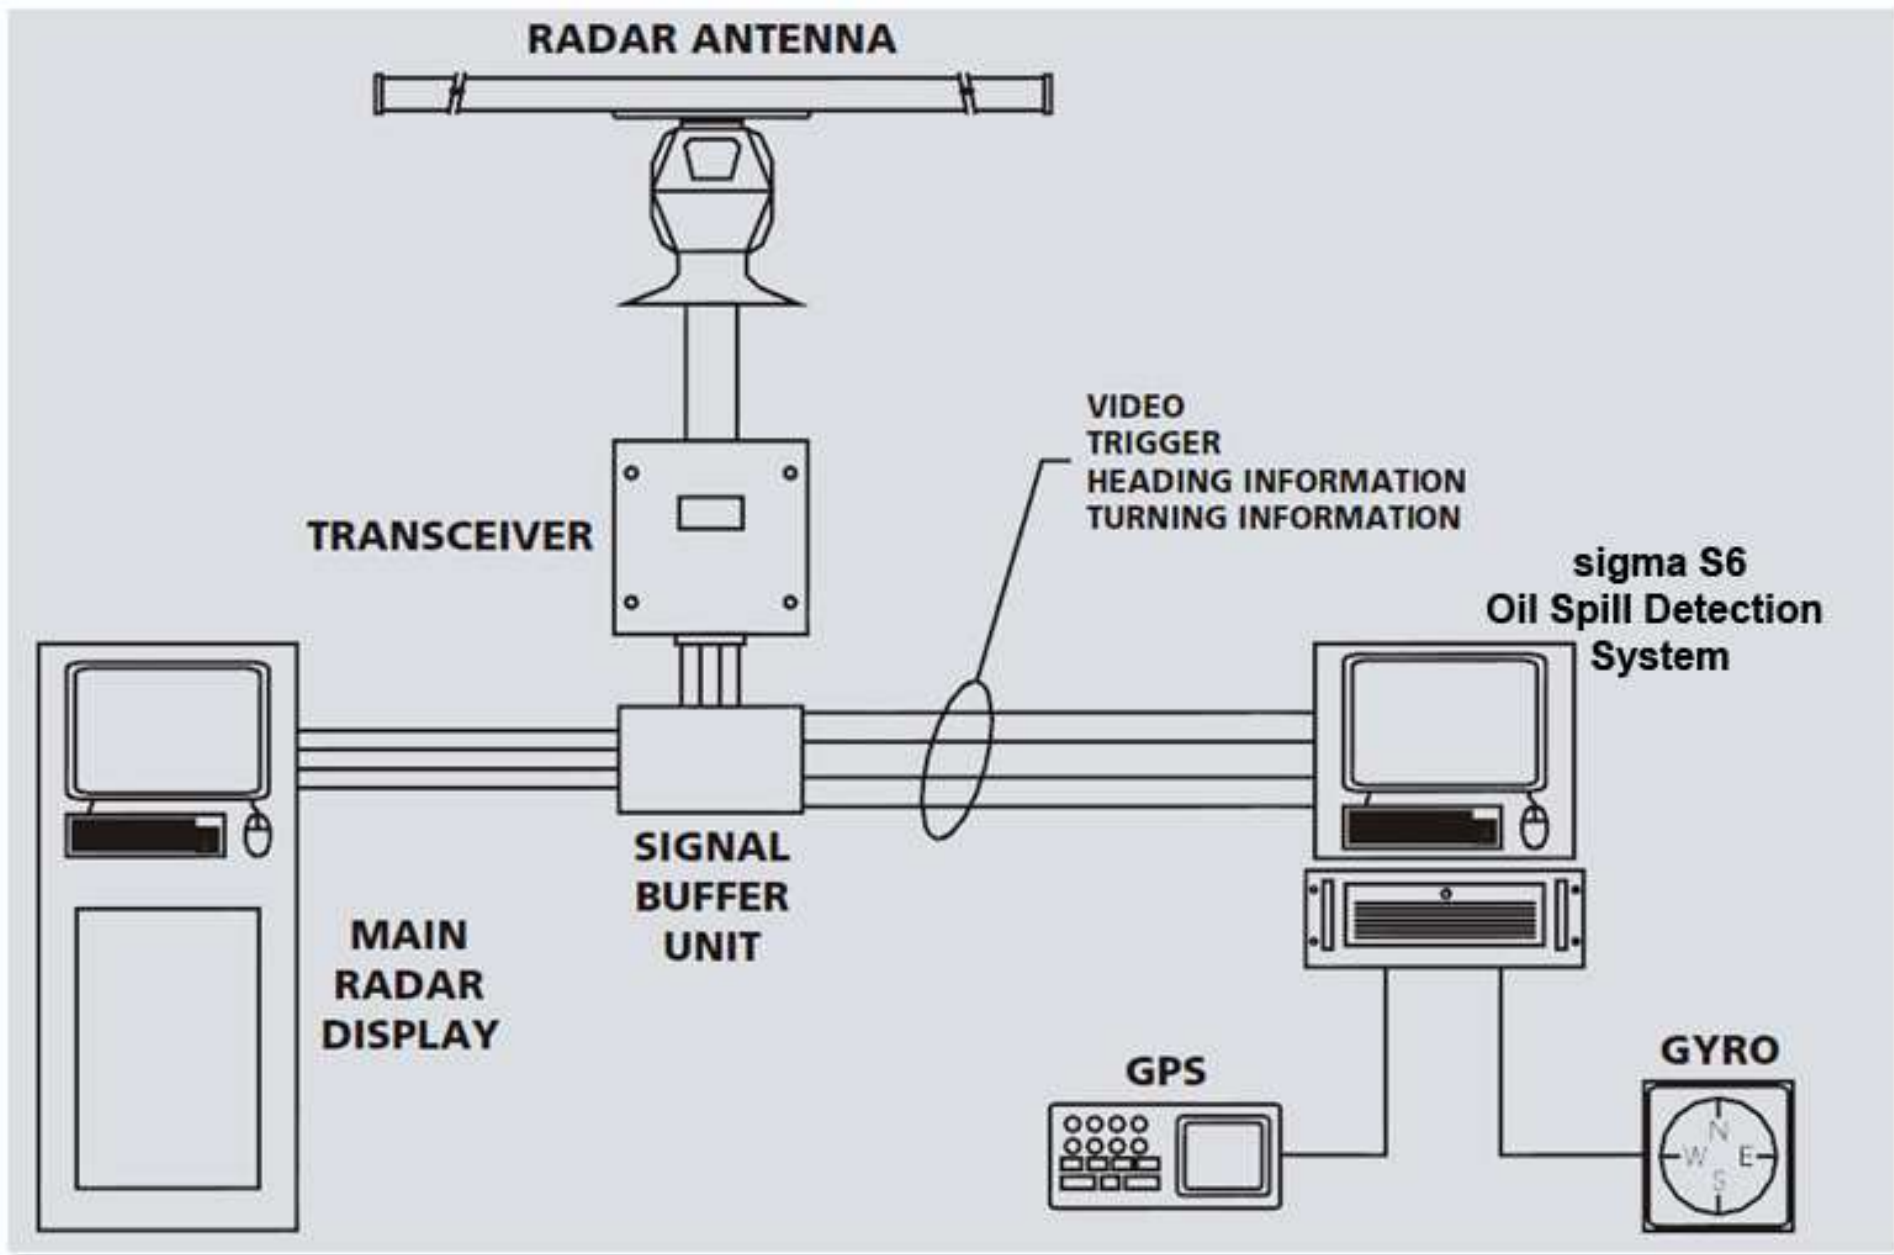 RADAR ANTENNA
VIDEO
TRIGGER
HEADING INFORMATION
TURNING INFORMATION
TRANSCEIVER
sigma S6
Oil Spill Detection
System
SIGNAL
BUFFER
UNIT
MAIN
RADAR
DISPLAY
GPS
GYRO
N
W E
S